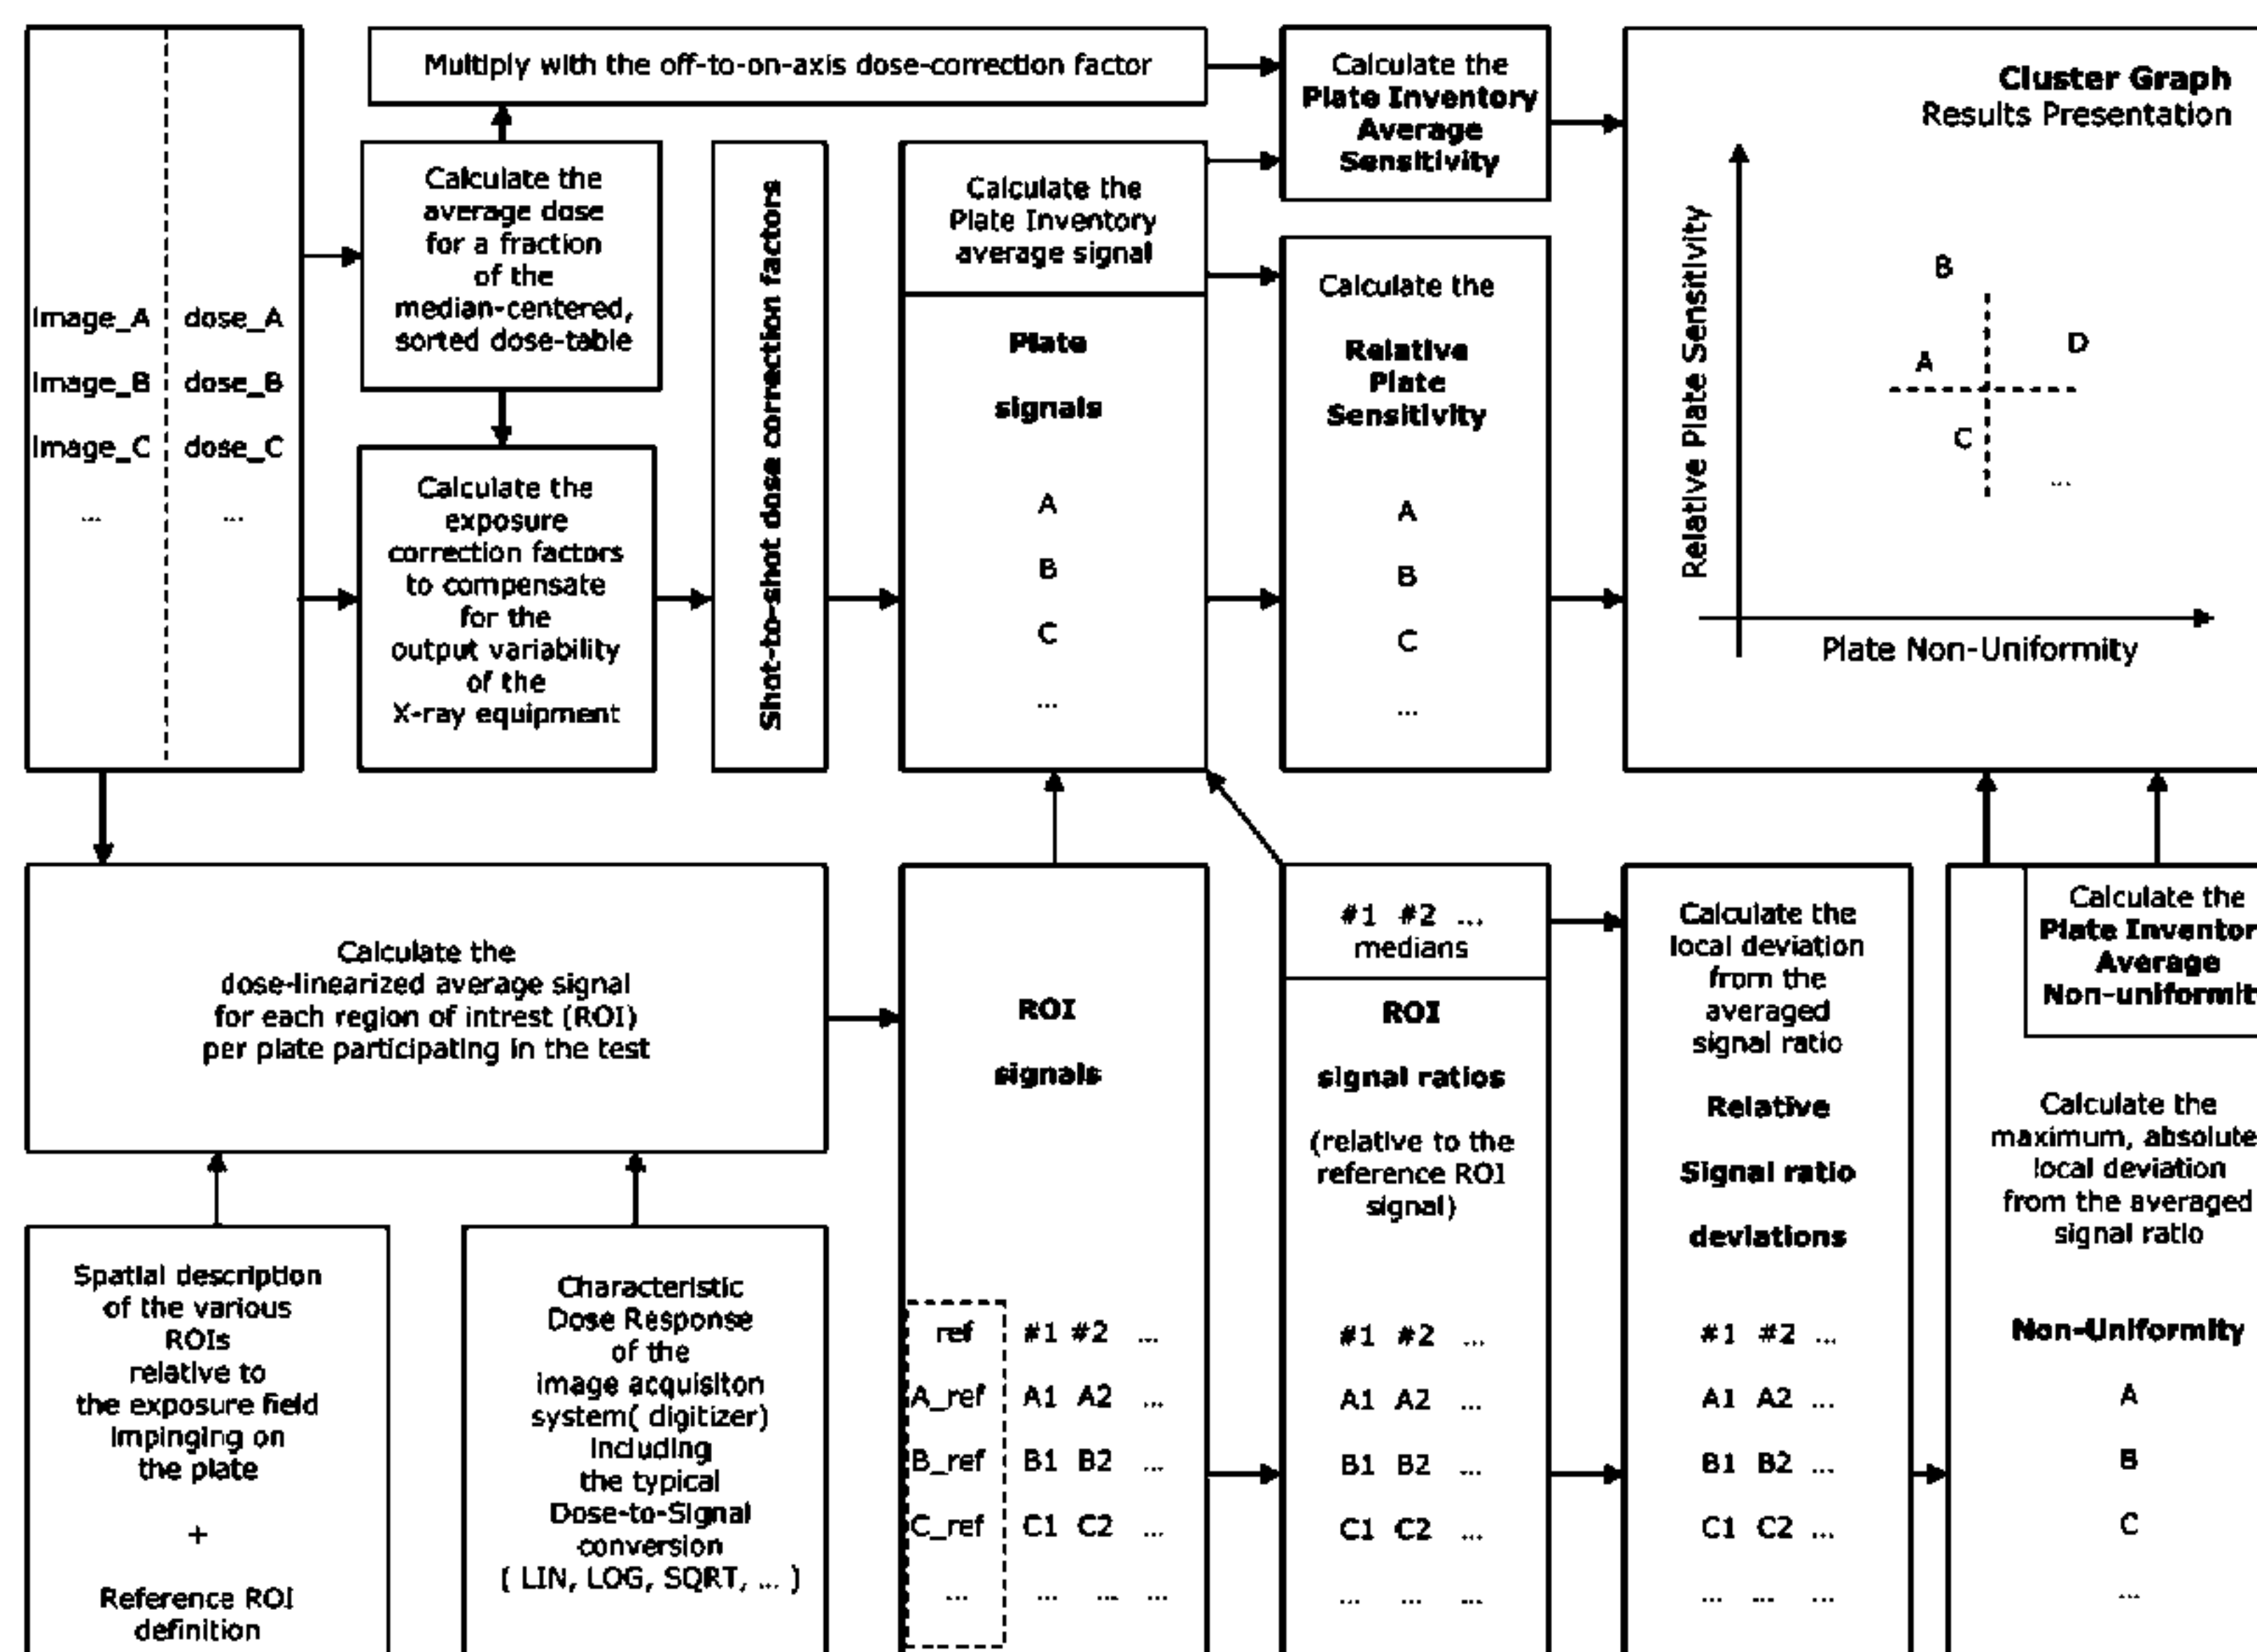 Multiply with the off-to-on-axis dose-correction factor
Image_A dose_A
Image_B dose_B
Image_C dose_C
... ...
Calculate the
average dose
for a fraction
of the
median-centered,
sorted dose-table
Calculate the
exposure
correction factors
to compensate
for the
output variability
of the
X-ray equipment
Shot-to-shot dose correction factors
Calculate the
Plate Inventory
average signal
Plate
signals
A
B
C
...
Calculate the
Plate Inventory
Average
Sensitivity
Calculate the
Relative
Plate
Sensitivity
A
B
C
...
Cluster Graph
Results Presentation
Relative Plate Sensitivity
B
D
A
C
...
Plate Non-Uniformity
Calculate the
dose-linearized average signal
for each region of intrest (ROI)
per plate participating in the test
Spatial description
of the various
ROIs
relative to
the exposure field
impinging on
the plate
+
Reference ROI
definition
Characteristic
Dose Response
of the
image acquisiton
system( digitizer)
including
the typical
Dose-to-Signal
conversion
( LIN, LOG, SQRT, ... )
ROI
signals
ref #1 #2 ...
A_ref A1 A2 ...
B_ref B1 B2 ...
C_ref C1 C2 ...
... ... ... ...
#1 #2 ...
medians
ROI
signal ratios
(relative to the
reference ROI
signal)
#1 #2 ...
A1 A2 ...
B1 B2 ...
C1 C2 ...
... ... ...
Calculate the
local deviation
from the
averaged
signal ratio
Relative
Signal ratio
deviations
#1 #2 ...
A1 A2 ...
B1 B2 ...
C1 C2 ...
... ... ...
Calculate the
Plate Inventor
Average
Non-uniformit
Calculate the
maximum, absolute
local deviation
from the averaged
signal ratio
Non-Uniformity
A
B
C
...